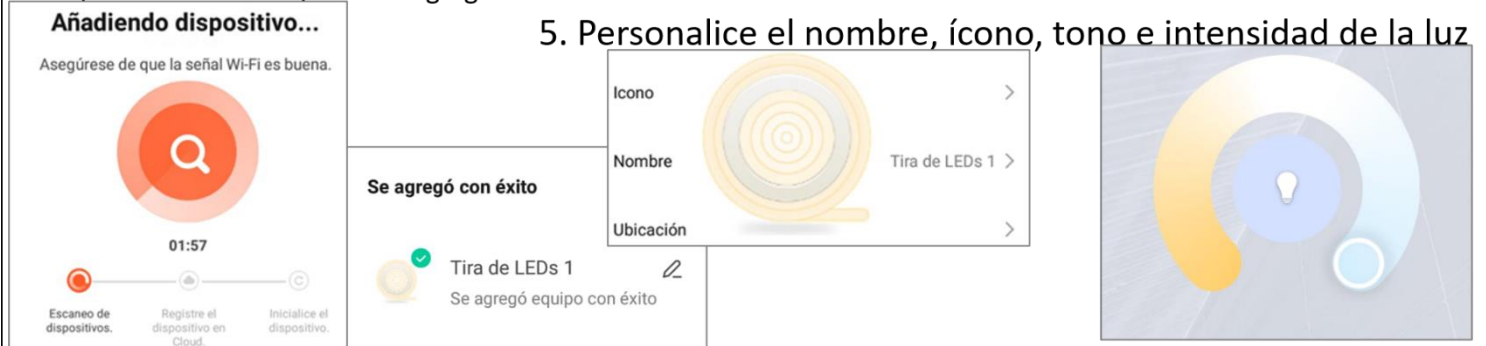 Añadiendo dispositivo...
Asegúrese de que la señal Wi-Fi es buena.
01:57
Escaneo de dispositivos.
Registre el dispositivo en Cloud.
Inicialice el dispositivo.
Se agregó con éxito
Tira de LEDs 1
Se agregó equipo con éxito
5. Personalice el nombre, ícono, tono e intensidad de la luz
Icono
Nombre
Tira de LEDs 1
Ubicación